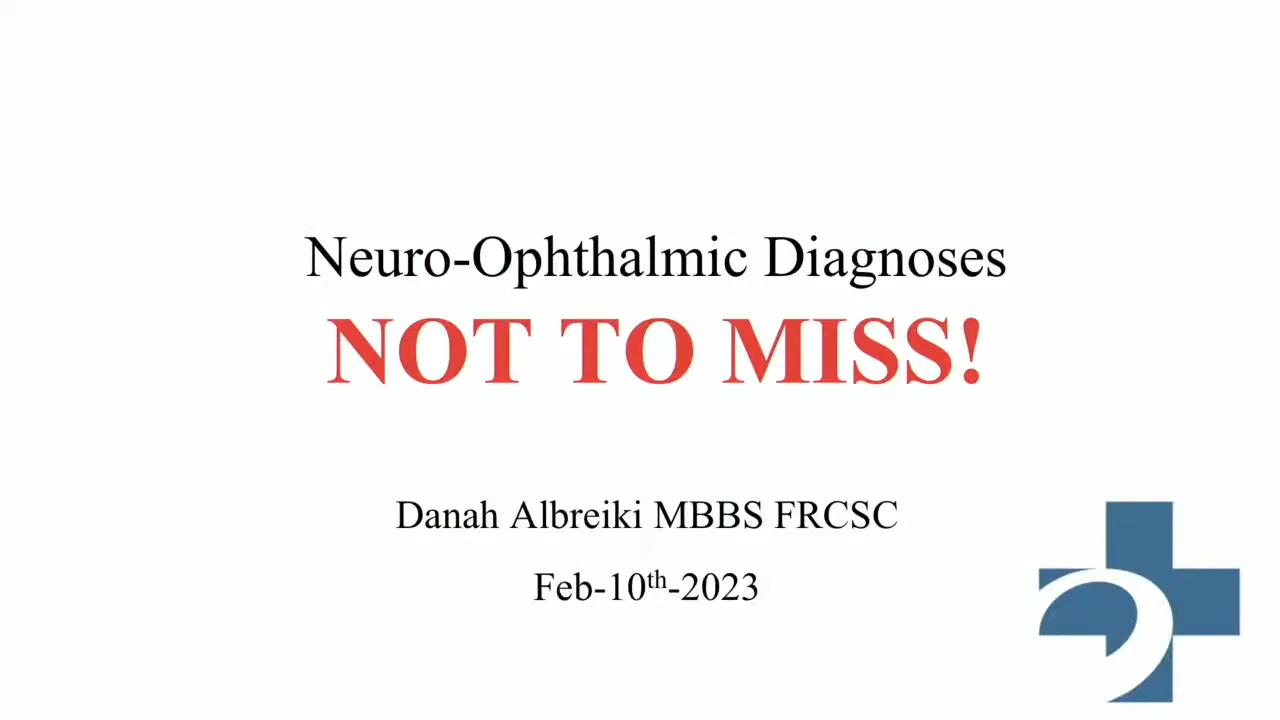 Neuro-Ophthalmic Diagnoses
NOT TO MISS!
Danah Albreiki MBBS FRCSC
Feb-10th-2023